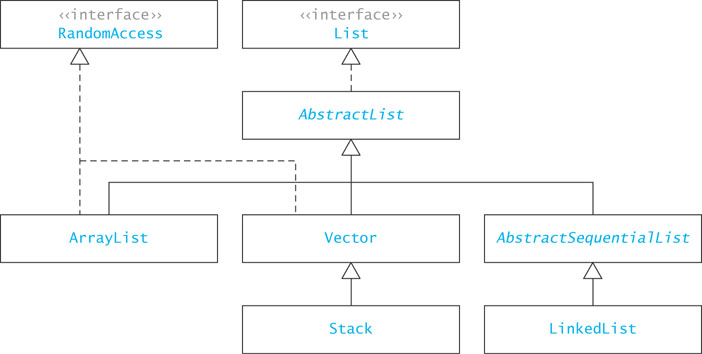 ‹‹interface››
RandomAccess
‹‹interface››
List
AbstractList
ArrayList
Vector
AbstractSequentialList
Stack
LinkedList